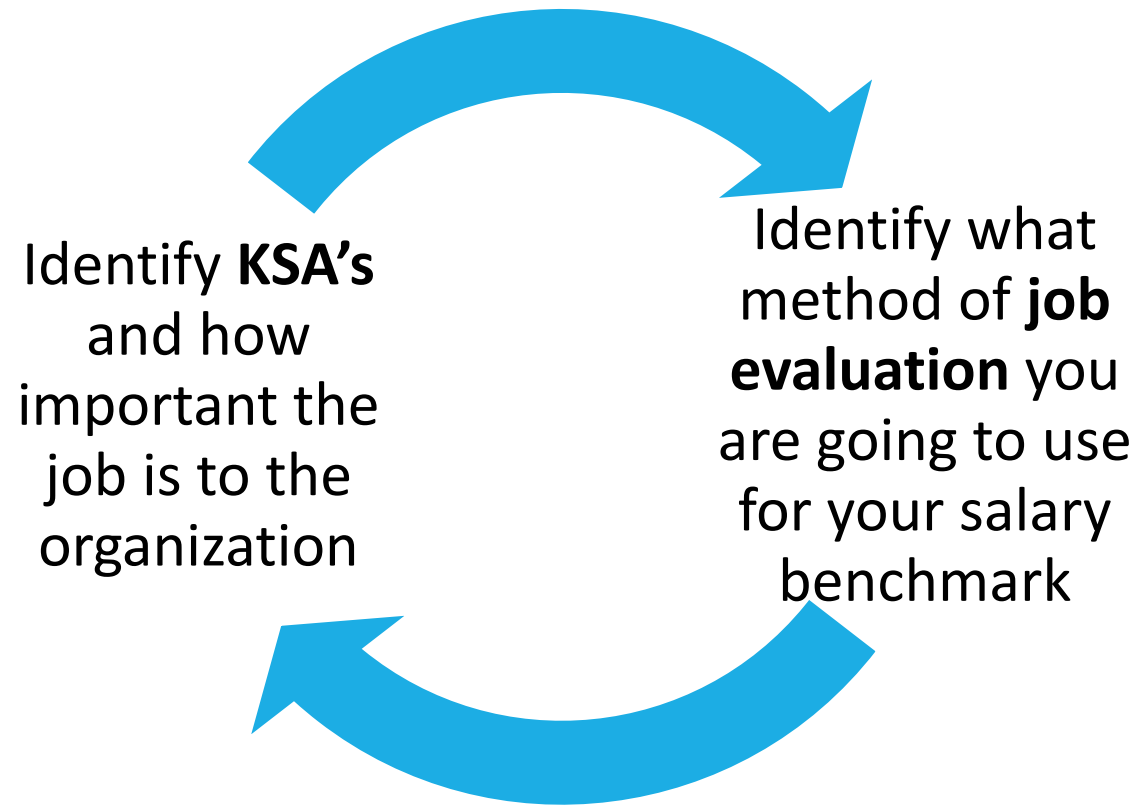 Identify KSA’s
and how
important the
job is to the
organization
Identify what
method of job
evaluation you
are going to use
for your salary
benchmark